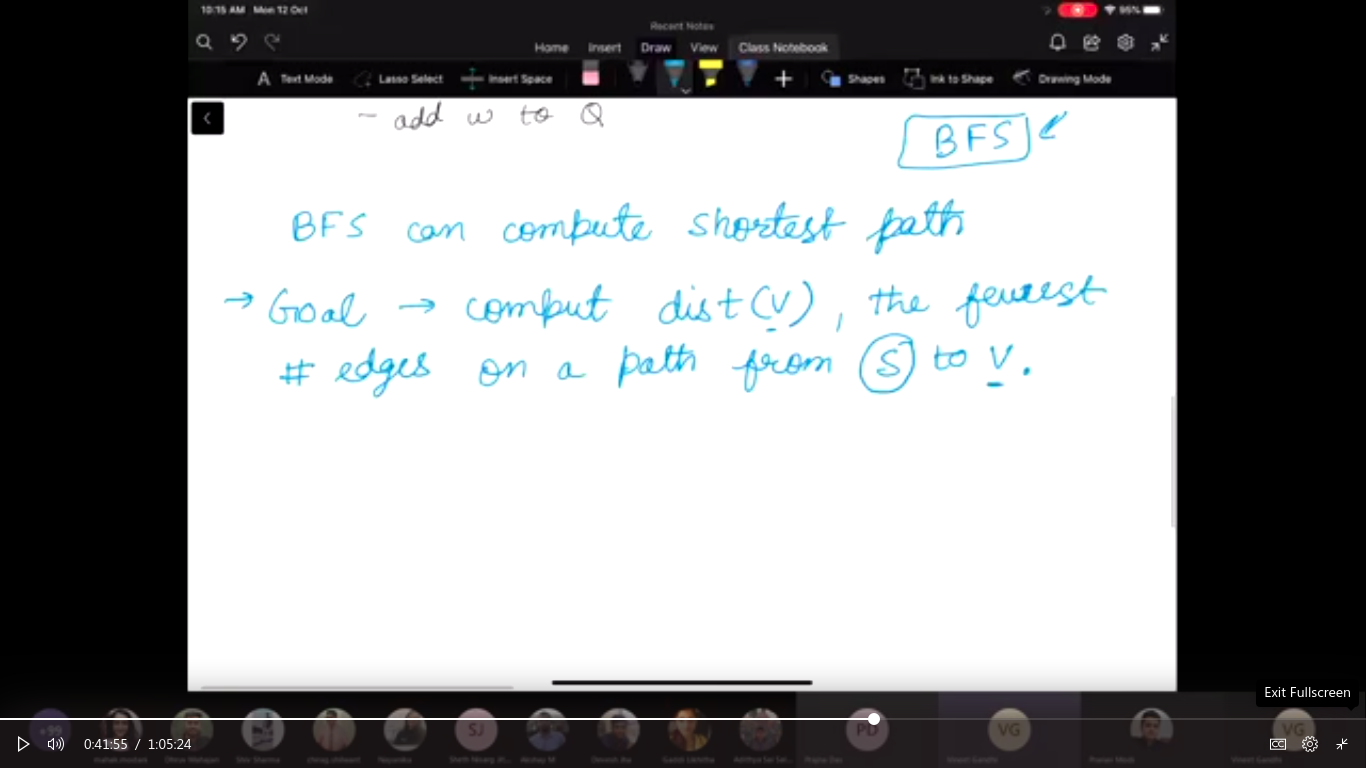 10:15 AM Mon 12 Oct
95%
Recent Notes
Home Insert Draw View Class Notebook
Text Mode Lasso Select Insert Space Shapes Ink to Shape Drawing Mode
- add w to Q
BFS
BFS can compute shortest path
→ Goal → comput dist(v), the fewest
# edges on a path from S to v.
Exit Fullscreen
SJ PD VG VG
0:41:55 / 1:05:24
CC